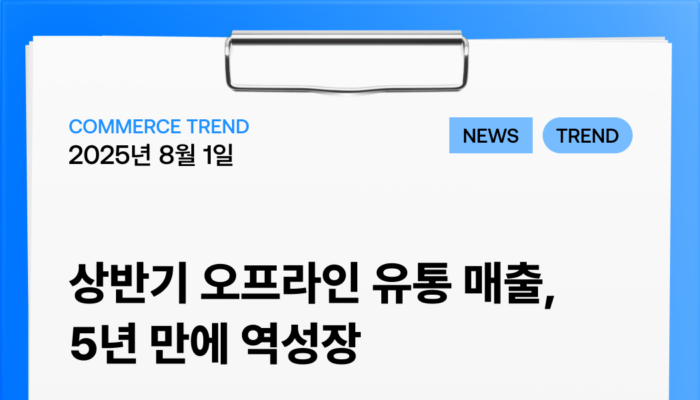 COMMERCE TREND
2025년 8월 1일
NEWS
TREND
상반기 오프라인 유통 매출,
5년 만에 역성장